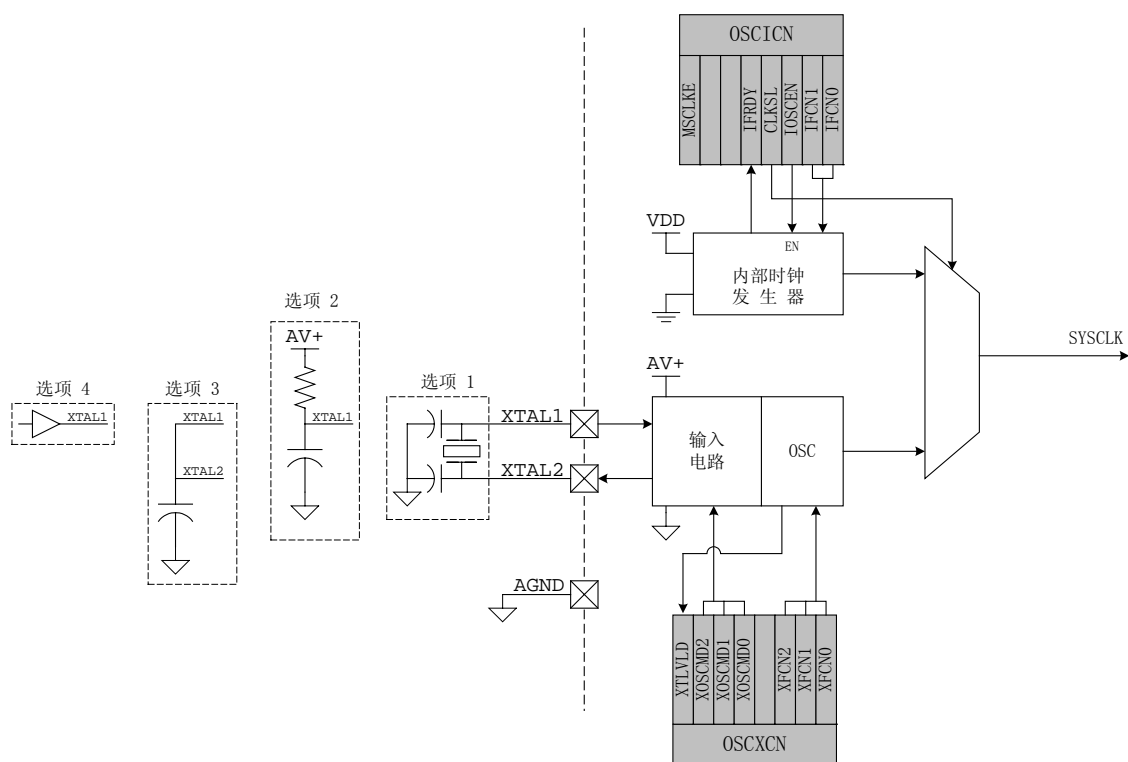 OSCICN
MSCLKE
IFRDY
CLKSL
IOSCEN
IFCN1
IFCN0
VDD
EN
内部时钟
发 生 器
选项 2
AV+
XTAL1
SYSCLK
选项 4
XTAL1
选项 3
XTAL1
XTAL2
选项 1
XTAL1
XTAL2
AV+
输入
电路
OSC
AGND
XTLVLD
XOSCMD2
XOSCMD1
XOSCMD0
XFCN2
XFCN1
XFCN0
OSCXCN